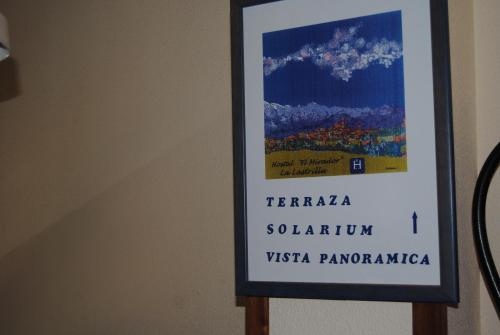 Hostal "El Mirador"
La Lastrilla
H
TERRAZA
SOLARIUM
VISTA PANORAMICA